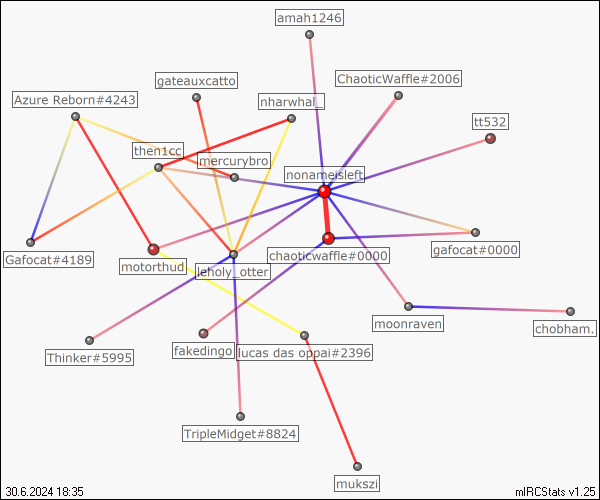 amah1246
gateauxcatto
ChaoticWaffle#2006
Azure Reborn#4243
nharwhal_
tt532
then1cc
mercurybro
nonameisleft.
Gafocat#4189
motorthud
leholy_otter
chaoticwaffle#0000
gafocat#0000
moonraven
chobham.
Thinker#5995
fakedingo
lucas das oppai#2396
TripleMidget#8824
mukszi
30.6.2024 18:35
mIRCStats v1.25